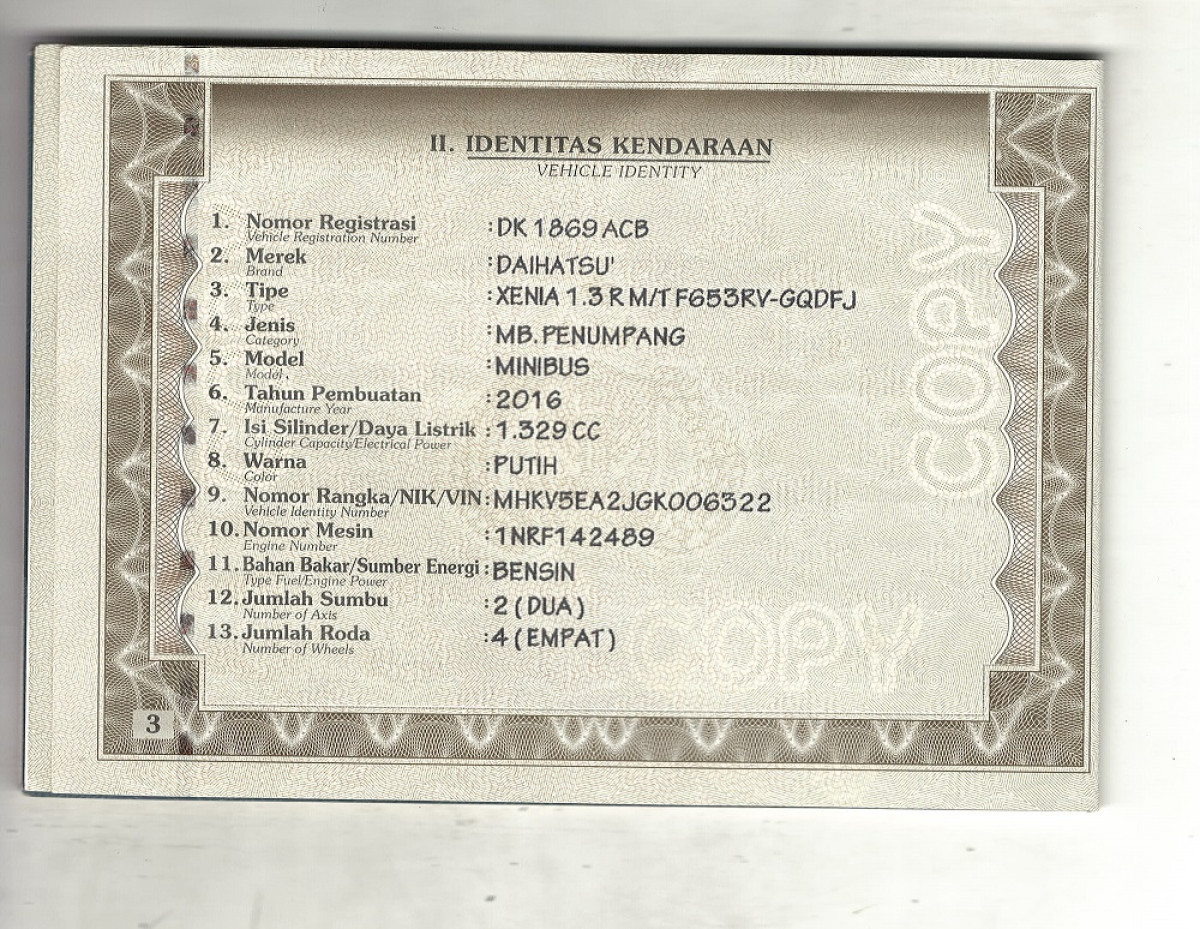 II. IDENTITAS KENDARAAN
VEHICLE IDENTITY
1. Nomor Registrasi : DK 1869 ACB
Vehicle Registration Number
2. Merek : DAIHATSU'
Brand
3. Tipe : XENIA 1.3 R M/T F653RV-GQDFJ
Type
4. Jenis : MB. PENUMPANG
Category
5. Model : MINIBUS
Model
6. Tahun Pembuatan : 2016
Manufacture Year
7. Isi Silinder/Daya Listrik : 1.329 CC
Cylinder Capacity/Electrical Power
8. Warna : PUTIH
Color
9. Nomor Rangka/NIK/VIN : MHKV5EA2JGK006322
Vehicle Identity Number
10. Nomor Mesin : 1NRF142489
Engine Number
11. Bahan Bakar/Sumber Energi : BENSIN
Type Fuel/Engine Power
12. Jumlah Sumbu : 2 ( DUA )
Number of Axis
13. Jumlah Roda : 4 ( EMPAT )
Number of Wheels
COPY
COPY
3